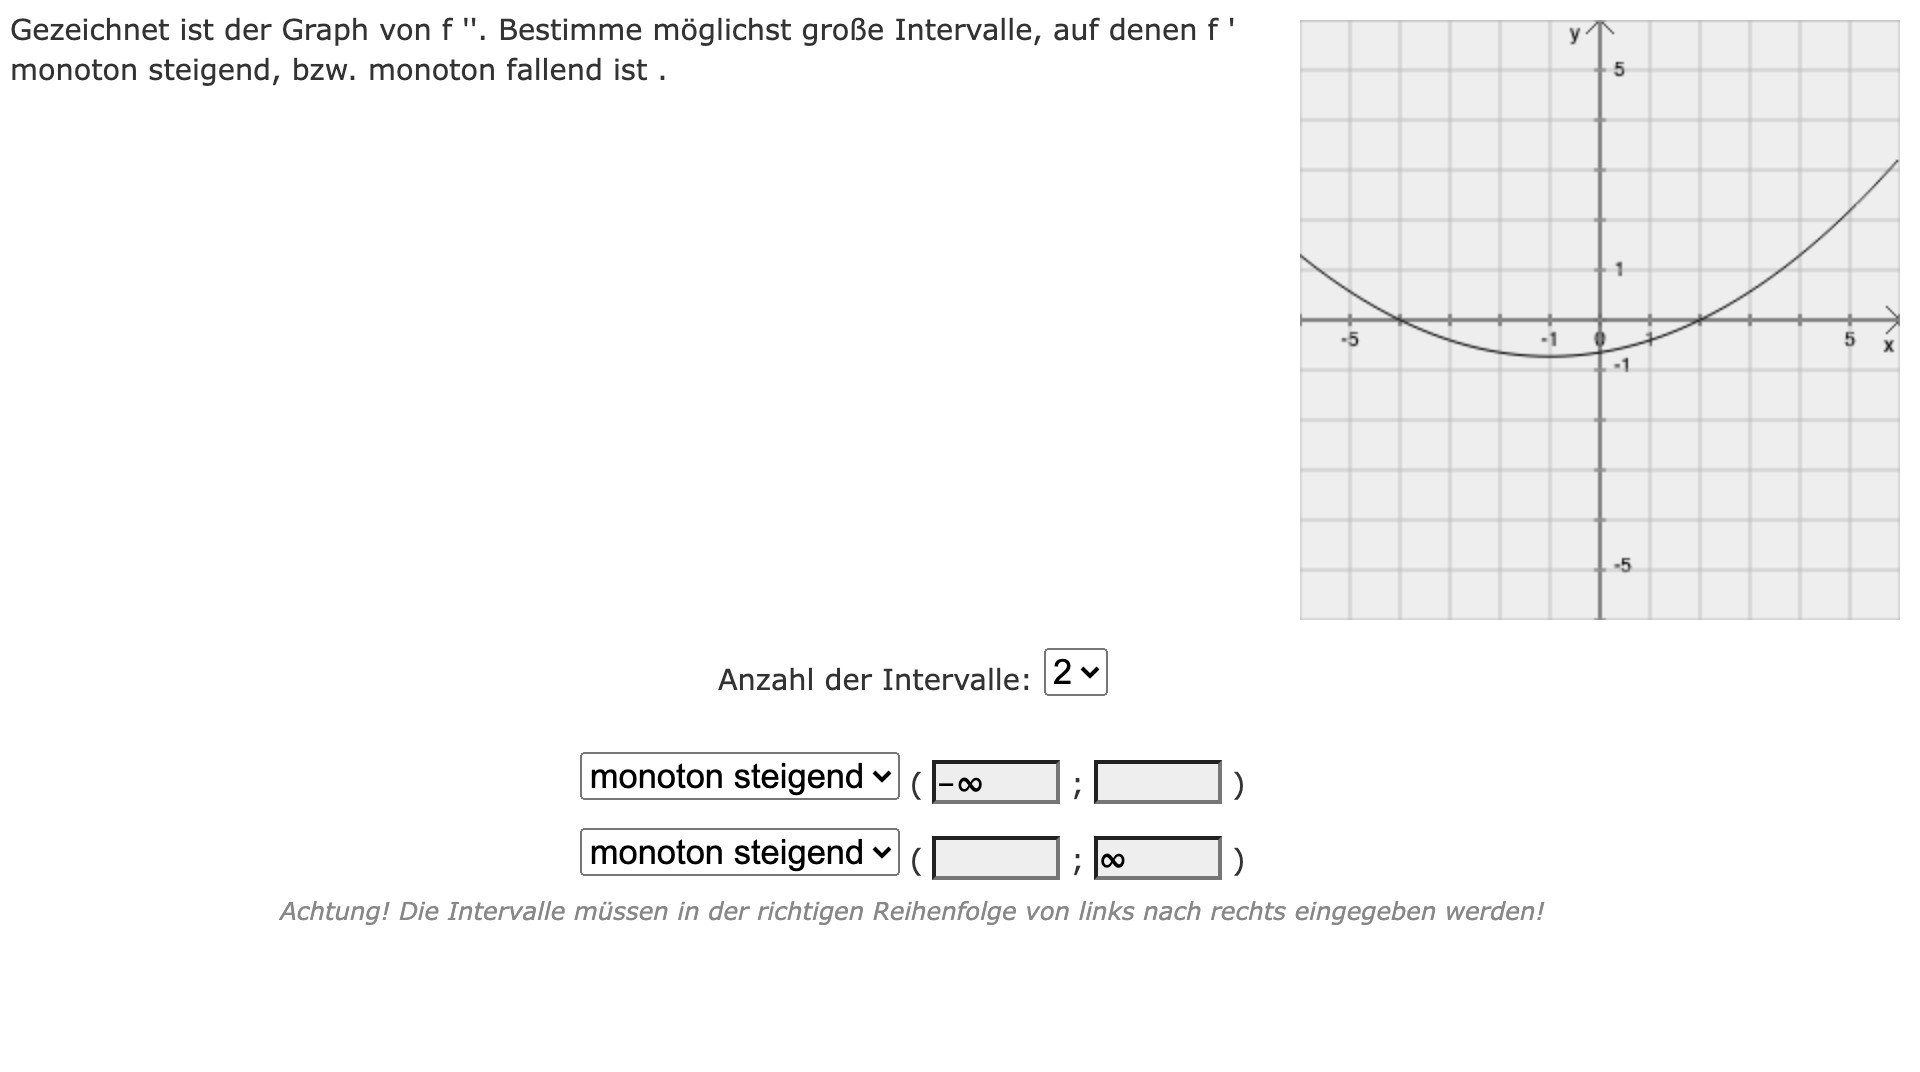 Gezeichnet ist der Graph von f ''. Bestimme möglichst große Intervalle, auf denen f '
monoton steigend, bzw. monoton fallend ist .
y
5
1
-5 -1 0 1 5 x
-1
-5
Anzahl der Intervalle: 2
monoton steigend ( -∞ ; )
monoton steigend ( ; ∞ )
Achtung! Die Intervalle müssen in der richtigen Reihenfolge von links nach rechts eingegeben werden!